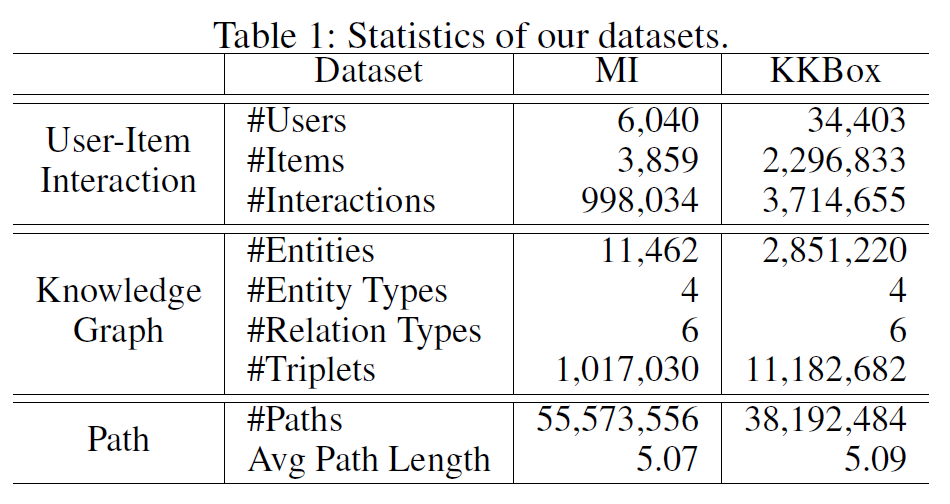 Table 1: Statistics of our datasets.
Dataset MI KKBox
User-Item Interaction
#Users 6,040 34,403
#Items 3,859 2,296,833
#Interactions 998,034 3,714,655
Knowledge Graph
#Entities 11,462 2,851,220
#Entity Types 4 4
#Relation Types 6 6
#Triplets 1,017,030 11,182,682
Path
#Paths 55,573,556 38,192,484
Avg Path Length 5.07 5.09